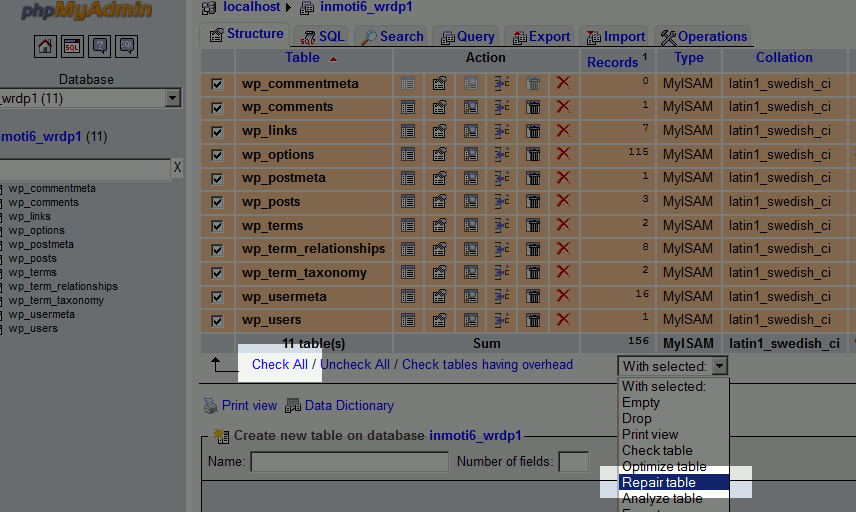 phpMyAdmin
localhost ▸ inmoti6_wrdp1
Structure SQL Search Query Export Import Operations
Database
_wrdp1 (11)
nmoti6_wrdp1 (11)
X
wp_commentmeta
wp_comments
wp_links
wp_options
wp_postmeta
wp_posts
wp_terms
wp_term_relationships
wp_term_taxonomy
wp_usermeta
wp_users
Table Action Records 1 Type Collation
wp_commentmeta 0 MyISAM latin1_swedish_ci
wp_comments 1 MyISAM latin1_swedish_ci
wp_links 7 MyISAM latin1_swedish_ci
wp_options 115 MyISAM latin1_swedish_ci
wp_postmeta 1 MyISAM latin1_swedish_ci
wp_posts 3 MyISAM latin1_swedish_ci
wp_terms 2 MyISAM latin1_swedish_ci
wp_term_relationships 8 MyISAM latin1_swedish_ci
wp_term_taxonomy 2 MyISAM latin1_swedish_ci
wp_usermeta 16 MyISAM latin1_swedish_ci
wp_users 1 MyISAM latin1_swedish_ci
11 table(s) Sum 156 MyISAM latin1_swedish_ci
Check All / Uncheck All / Check tables having overhead
With selected:
With selected:
Empty
Drop
Print view
Check table
Optimize table
Repair table
Analyze table
Print view Data Dictionary
Create new table on database inmoti6_wrdp1
Name: Number of fields: